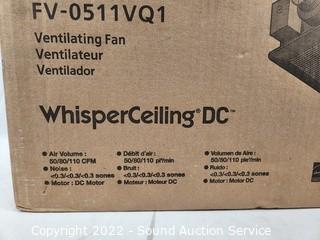 FV-0511VQ1
Ventilating Fan
Ventilateur
Ventilador
WhisperCeiling® DC™
● Air Volume :
50/80/110 CFM
● Noise :
<0.3/<0.3/<0.3 sones
● Motor : DC Motor
● Débit d'air :
50/80/110 pi³/min
● Bruit :
<0.3/<0.3/<0.3 sones
● Moteur : Moteur DC
● Volumen de Aire :
50/80/110 pie³/min
● Ruido :
<0.3/<0.3/<0.3 sones
● Motor : Motor DC
Copyright 2022 - Sound Auction Service